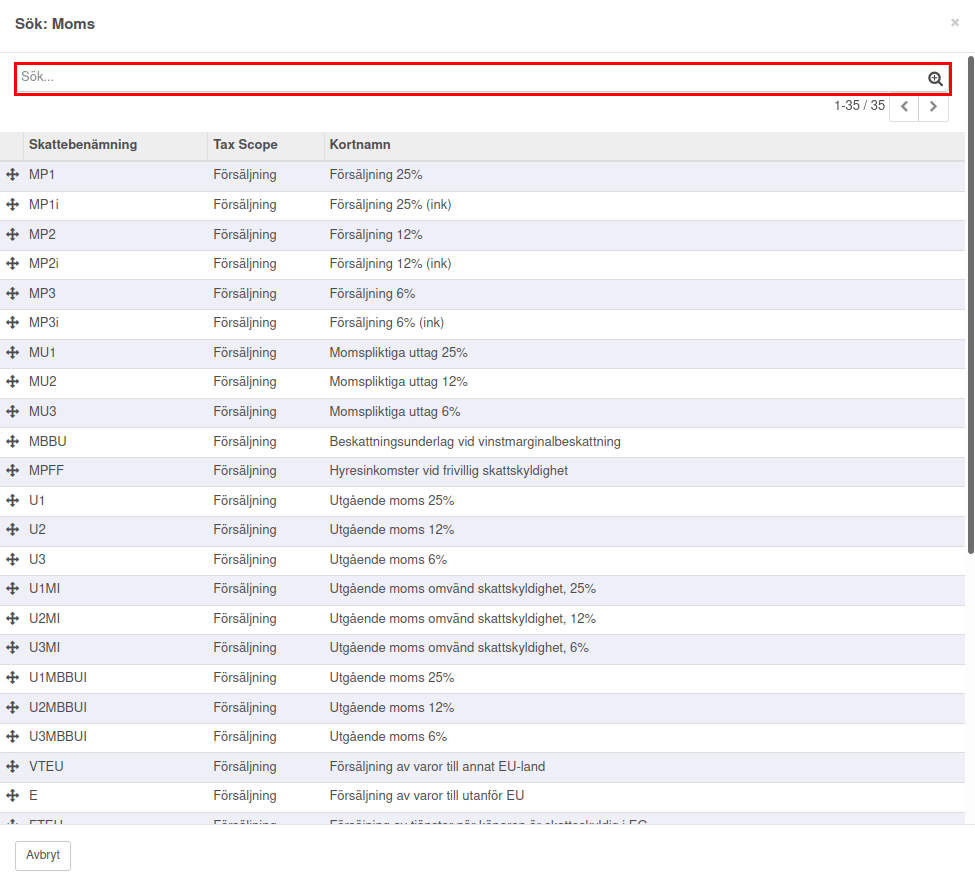 Sök: Moms
×
Sök...
1-35 / 35
Skattebenämning Tax Scope Kortnamn
MP1 Försäljning Försäljning 25%
MP1i Försäljning Försäljning 25% (ink)
MP2 Försäljning Försäljning 12%
MP2i Försäljning Försäljning 12% (ink)
MP3 Försäljning Försäljning 6%
MP3i Försäljning Försäljning 6% (ink)
MU1 Försäljning Momspliktiga uttag 25%
MU2 Försäljning Momspliktiga uttag 12%
MU3 Försäljning Momspliktiga uttag 6%
MBBU Försäljning Beskattningsunderlag vid vinstmarginalbeskattning
MPFF Försäljning Hyresinkomster vid frivillig skattskyldighet
U1 Försäljning Utgående moms 25%
U2 Försäljning Utgående moms 12%
U3 Försäljning Utgående moms 6%
U1MI Försäljning Utgående moms omvänd skattskyldighet, 25%
U2MI Försäljning Utgående moms omvänd skattskyldighet, 12%
U3MI Försäljning Utgående moms omvänd skattskyldighet, 6%
U1MBBUI Försäljning Utgående moms 25%
U2MBBUI Försäljning Utgående moms 12%
U3MBBUI Försäljning Utgående moms 6%
VTEU Försäljning Försäljning av varor till annat EU-land
E Försäljning Försäljning av varor till utanför EU
Avbryt